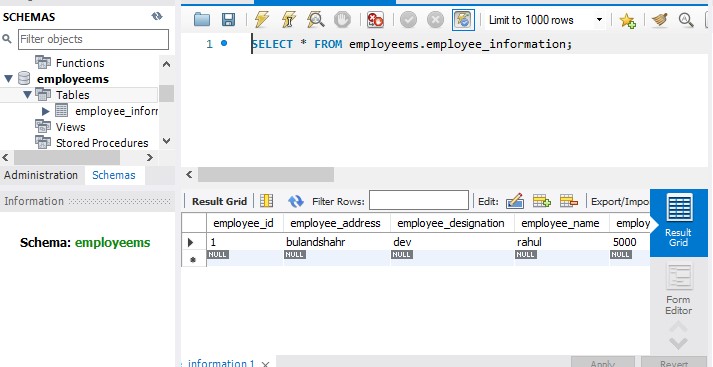 SCHEMAS
Filter objects
Functions
employeems
Tables
employee_inforr
Views
Stored Procedures
Administration Schemas
Information
Schema: employeems
Limit to 1000 rows
1 SELECT * FROM employeems.employee_information;
Result Grid Filter Rows: Edit: Export/Impo
employee_id employee_address employee_designation employee_name employ
1 bulandshahr dev rahul 5000
NULL NULL NULL NULL NULL
Result
Grid
Form
Editor
information 1
Apply Revert